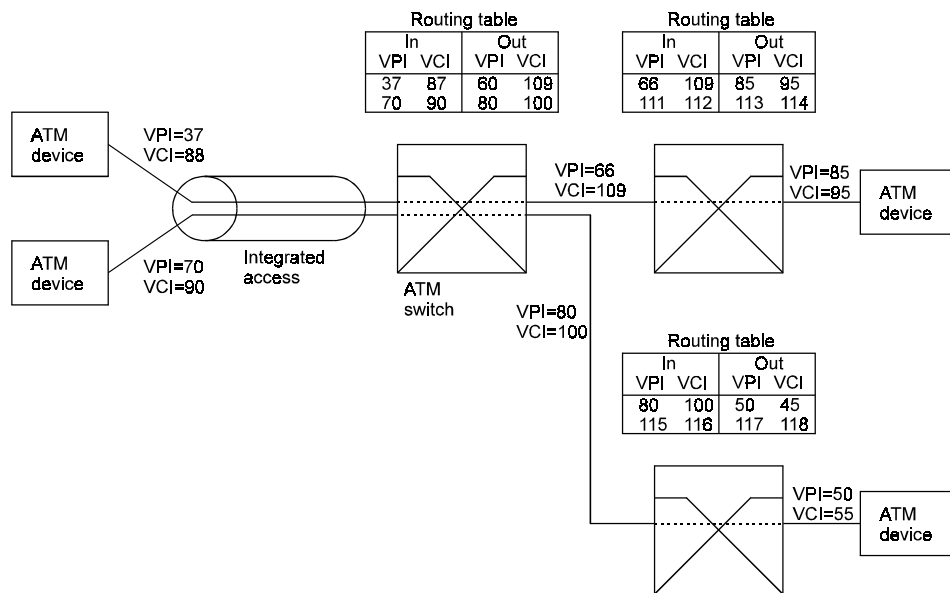 Routing table
In Out
VPI VCI VPI VCI
37 87 60 109
70 90 80 100
Routing table
In Out
VPI VCI VPI VCI
66 109 85 95
111 112 113 114
ATM
device
VPI=37
VCI=88
VPI=66
VCI=109
VPI=85
VCI=95
ATM
device
ATM
device
VPI=70
VCI=90
Integrated
access
ATM
switch
VPI=80
VCI=100
Routing table
In Out
VPI VCI VPI VCI
80 100 50 45
115 116 117 118
VPI=50
VCI=55
ATM
device